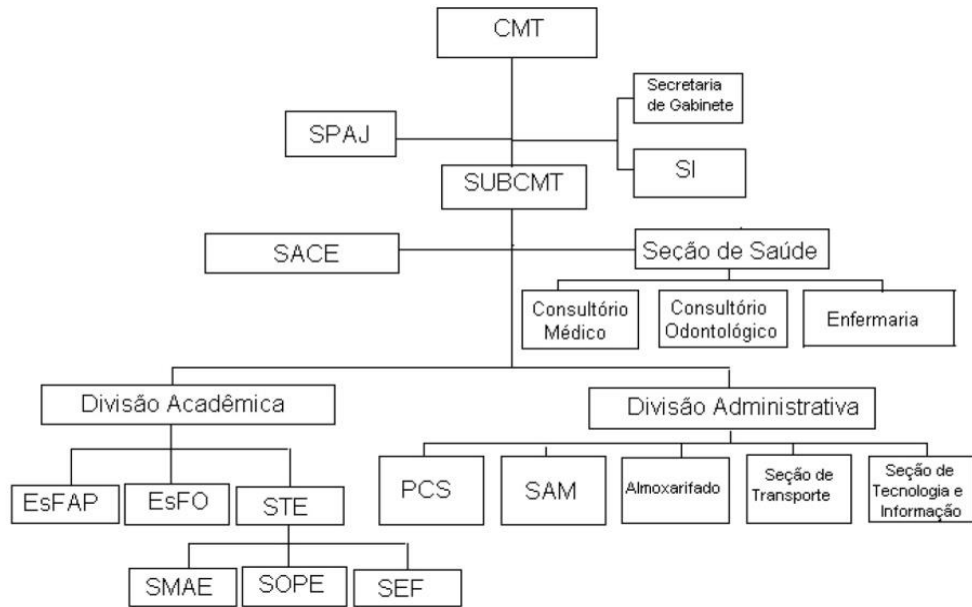 CMT
Secretaria
de Gabinete
SPAJ
SI
SUBCMT
SACE
Seção de Saúde
Consultório
Médico
Consultório
Odontológico
Enfermaria
Divisão Acadêmica
Divisão Administrativa
EsFAP
EsFO
STE
PCS
SAM
Almoxarifado
Seção de
Transporte
Seção de
Tecnologia e
Informação
SMAE
SOPE
SEF